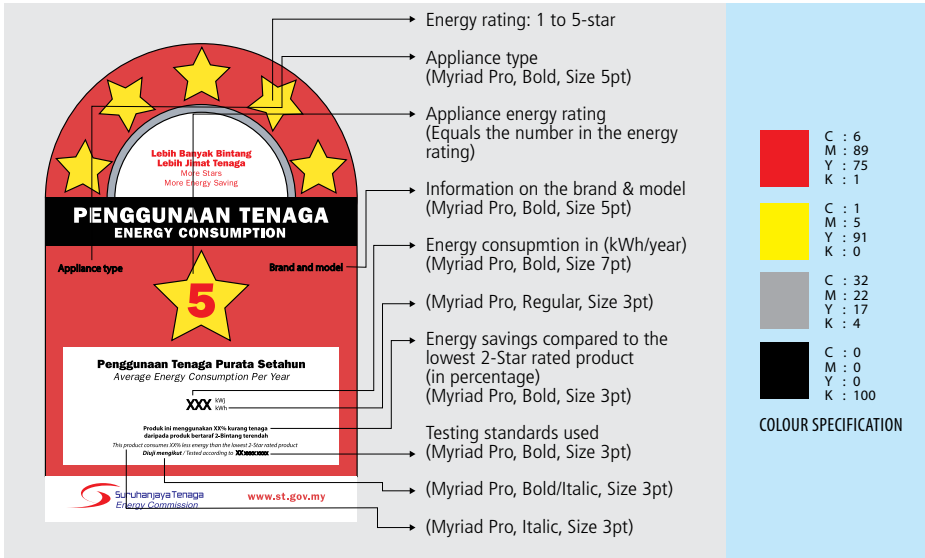 Lebih Banyak Bintang
Lebih Jimat Tenaga
More Stars
More Energy Saving
PENGGUNAAN TENAGA
ENERGY CONSUMPTION
Appliance type
Brand and model
5
Penggunaan Tenaga Purata Setahun
Average Energy Consumption Per Year
XXX kWj
kWh
Produk ini menggunakan XX% kurang tenaga
daripada produk bertaraf 2-Bintang terendah
This product consumes XX% less energy than the lowest 2-Star rated product
Diuji mengikut / Tested according to XX xxxx xxxx
Suruhanjaya Tenaga
Energy Commission
www.st.gov.my
Energy rating: 1 to 5-star
Appliance type
(Myriad Pro, Bold, Size 5pt)
Appliance energy rating
(Equals the number in the energy
rating)
Information on the brand & model
(Myriad Pro, Bold, Size 5pt)
Energy consupmtion in (kWh/year)
(Myriad Pro, Bold, Size 7pt)
(Myriad Pro, Regular, Size 3pt)
Energy savings compared to the
lowest 2-Star rated product
(in percentage)
(Myriad Pro, Bold, Size 3pt)
Testing standards used
(Myriad Pro, Bold, Size 3pt)
(Myriad Pro, Bold/Italic, Size 3pt)
(Myriad Pro, Italic, Size 3pt)
C : 6
M : 89
Y : 75
K : 1
C : 1
M : 5
Y : 91
K : 0
C : 32
M : 22
Y : 17
K : 4
C : 0
M : 0
Y : 0
K : 100
COLOUR SPECIFICATION